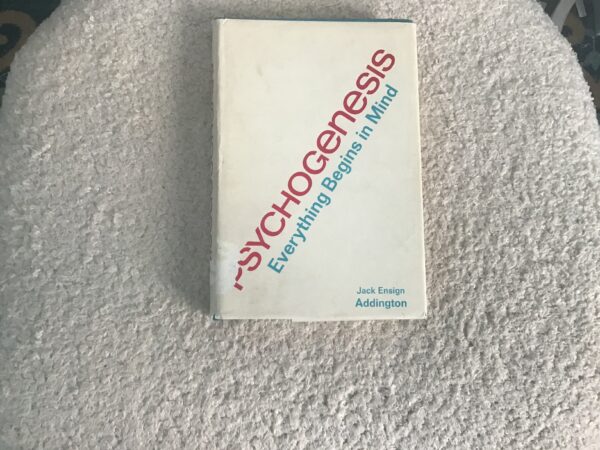 PSYCHOGenesis
Everything Begins in Mind
Jack Ensign
Addington